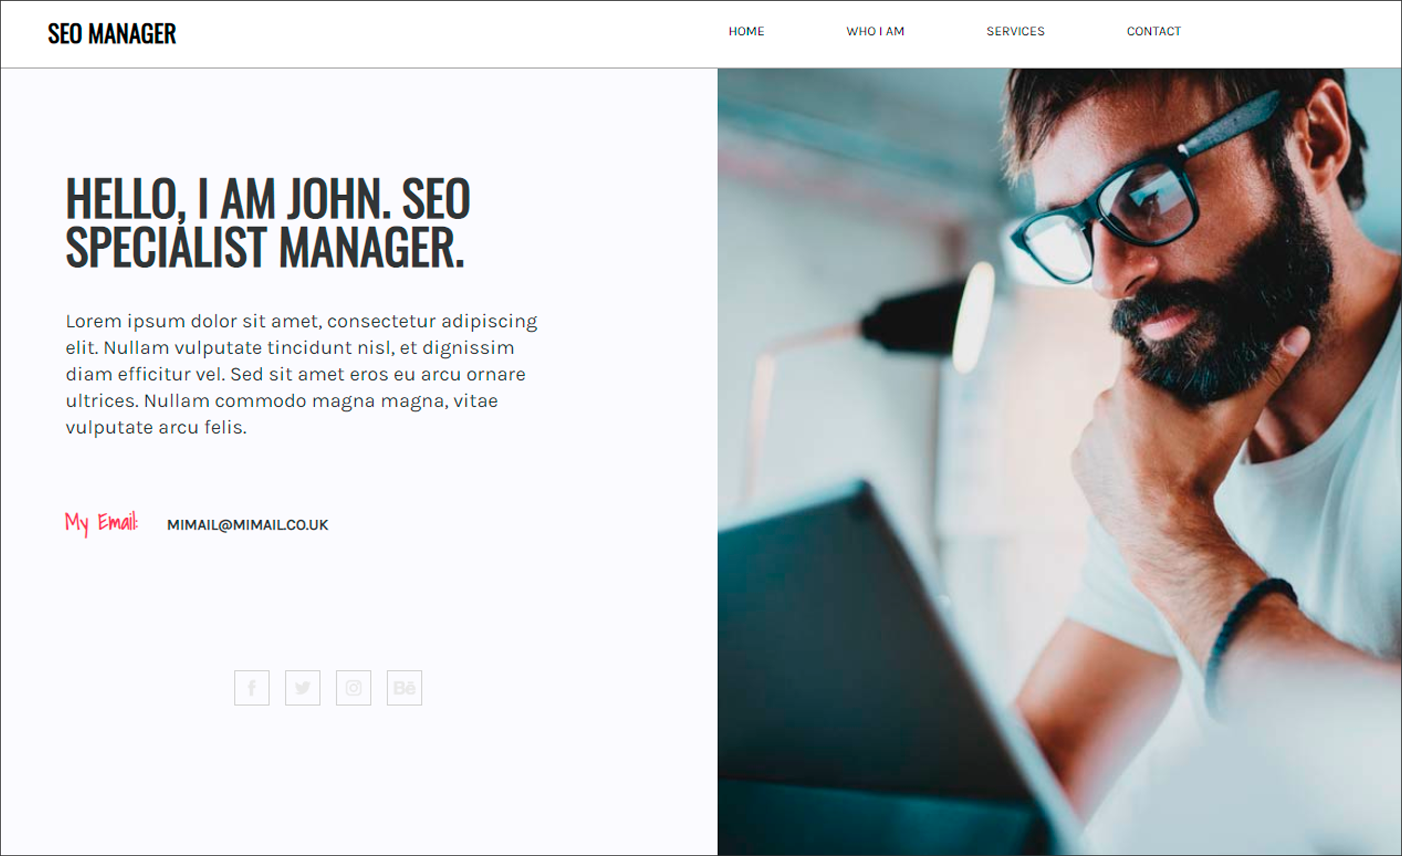 SEO MANAGER
HOME
WHO I AM
SERVICES
CONTACT
HELLO, I AM JOHN. SEO
SPECIALIST MANAGER.
Lorem ipsum dolor sit amet, consectetur adipiscing
elit. Nullam vulputate tincidunt nisl, et dignissim
diam efficitur vel. Sed sit amet eros eu arcu ornare
ultrices. Nullam commodo magna magna, vitae
vulputate arcu felis.
My Email: MIMAIL@MIMAIL.CO.UK
f
Bē